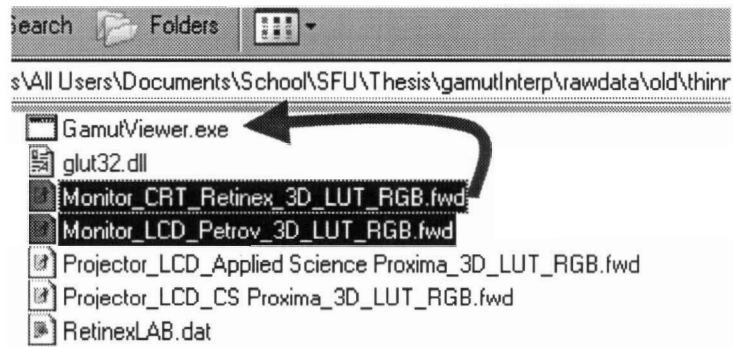 Search Folders
s\All Users\Documents\School\SFU\Thesis\gamutInterp\rawdata\old\thinr
GamutViewer.exe
glut32.dll
Monitor_CRT_Retinex_3D_LUT_RGB.fwd
Monitor_LCD_Petrov_3D_LUT_RGB.fwd
Projector_LCD_Applied Science Proxima_3D_LUT_RGB.fwd
Projector_LCD_CS Proxima_3D_LUT_RGB.fwd
RetinexLAB.dat